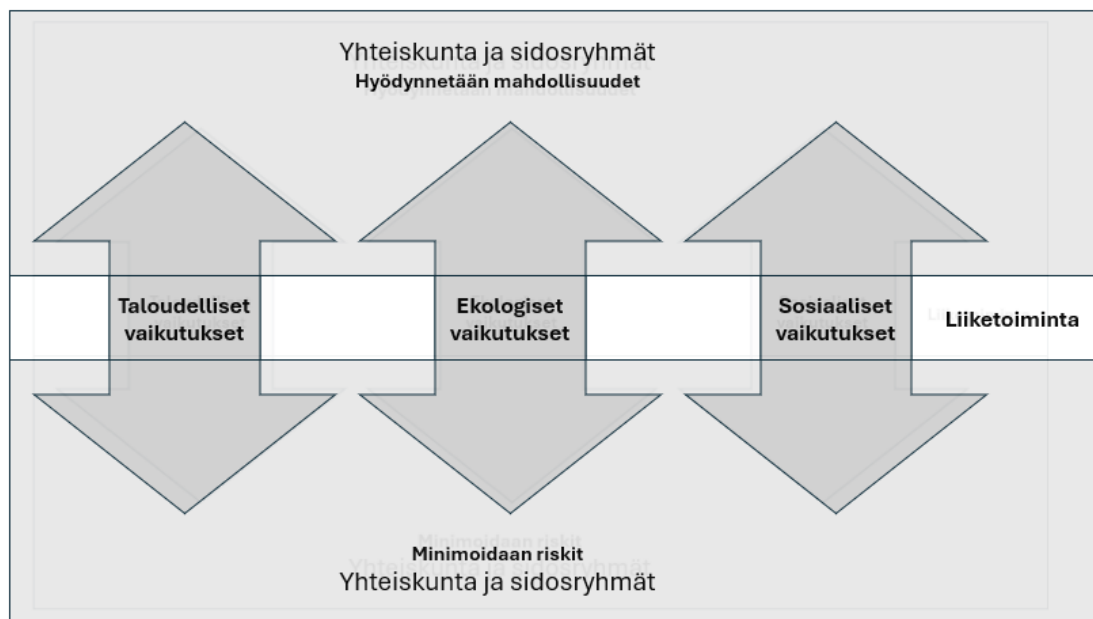 Yhteiskunta ja sidosryhmät
Hyödynnetään mahdollisuudet
Taloudelliset
vaikutukset
Ekologiset
vaikutukset
Sosiaaliset
vaikutukset
Liiketoiminta
Minimoidaan riskit
Yhteiskunta ja sidosryhmät